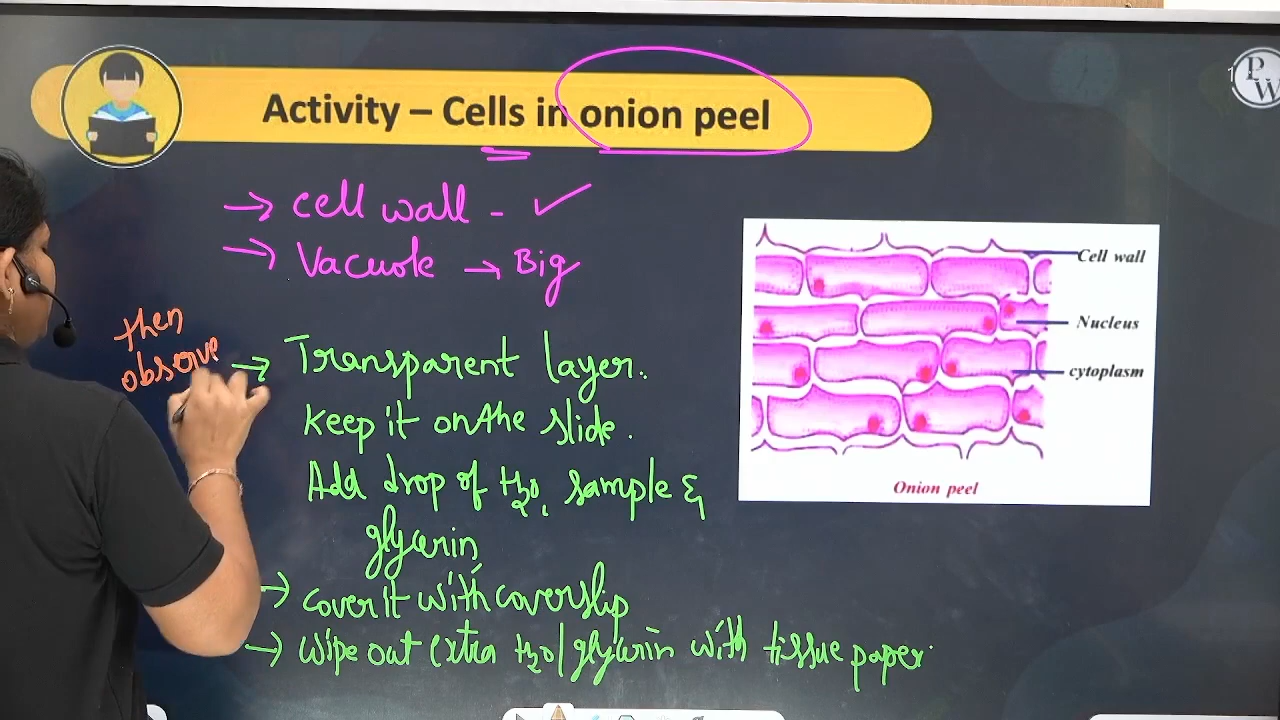 Activity – Cells in onion peel
PW
→ Cell wall - ✓
→ Vacuole → Big
then
observe
→ Transparent layer.
Keep it on the slide.
Add drop of H2O, sample &
glycerin
→ cover it with coverslip
→ Wipe out Extra H2O/glycerin with tissue paper.
Cell wall
Nucleus
cytoplasm
Onion peel